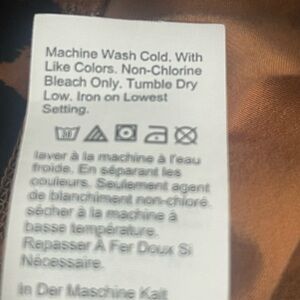 Machine Wash Cold. With
Like Colors. Non-Chlorine
Bleach Only. Tumble Dry
Low. Iron on Lowest
Setting.
laver à la machine à l'eau
froide. En séparant les
couleurs. Seulement agent
de blanchiment non-chloré.
sécher à la machine à
basse température.
Repasser À Fer Doux Si
Nécessaire.
In Der Maschine Kalt